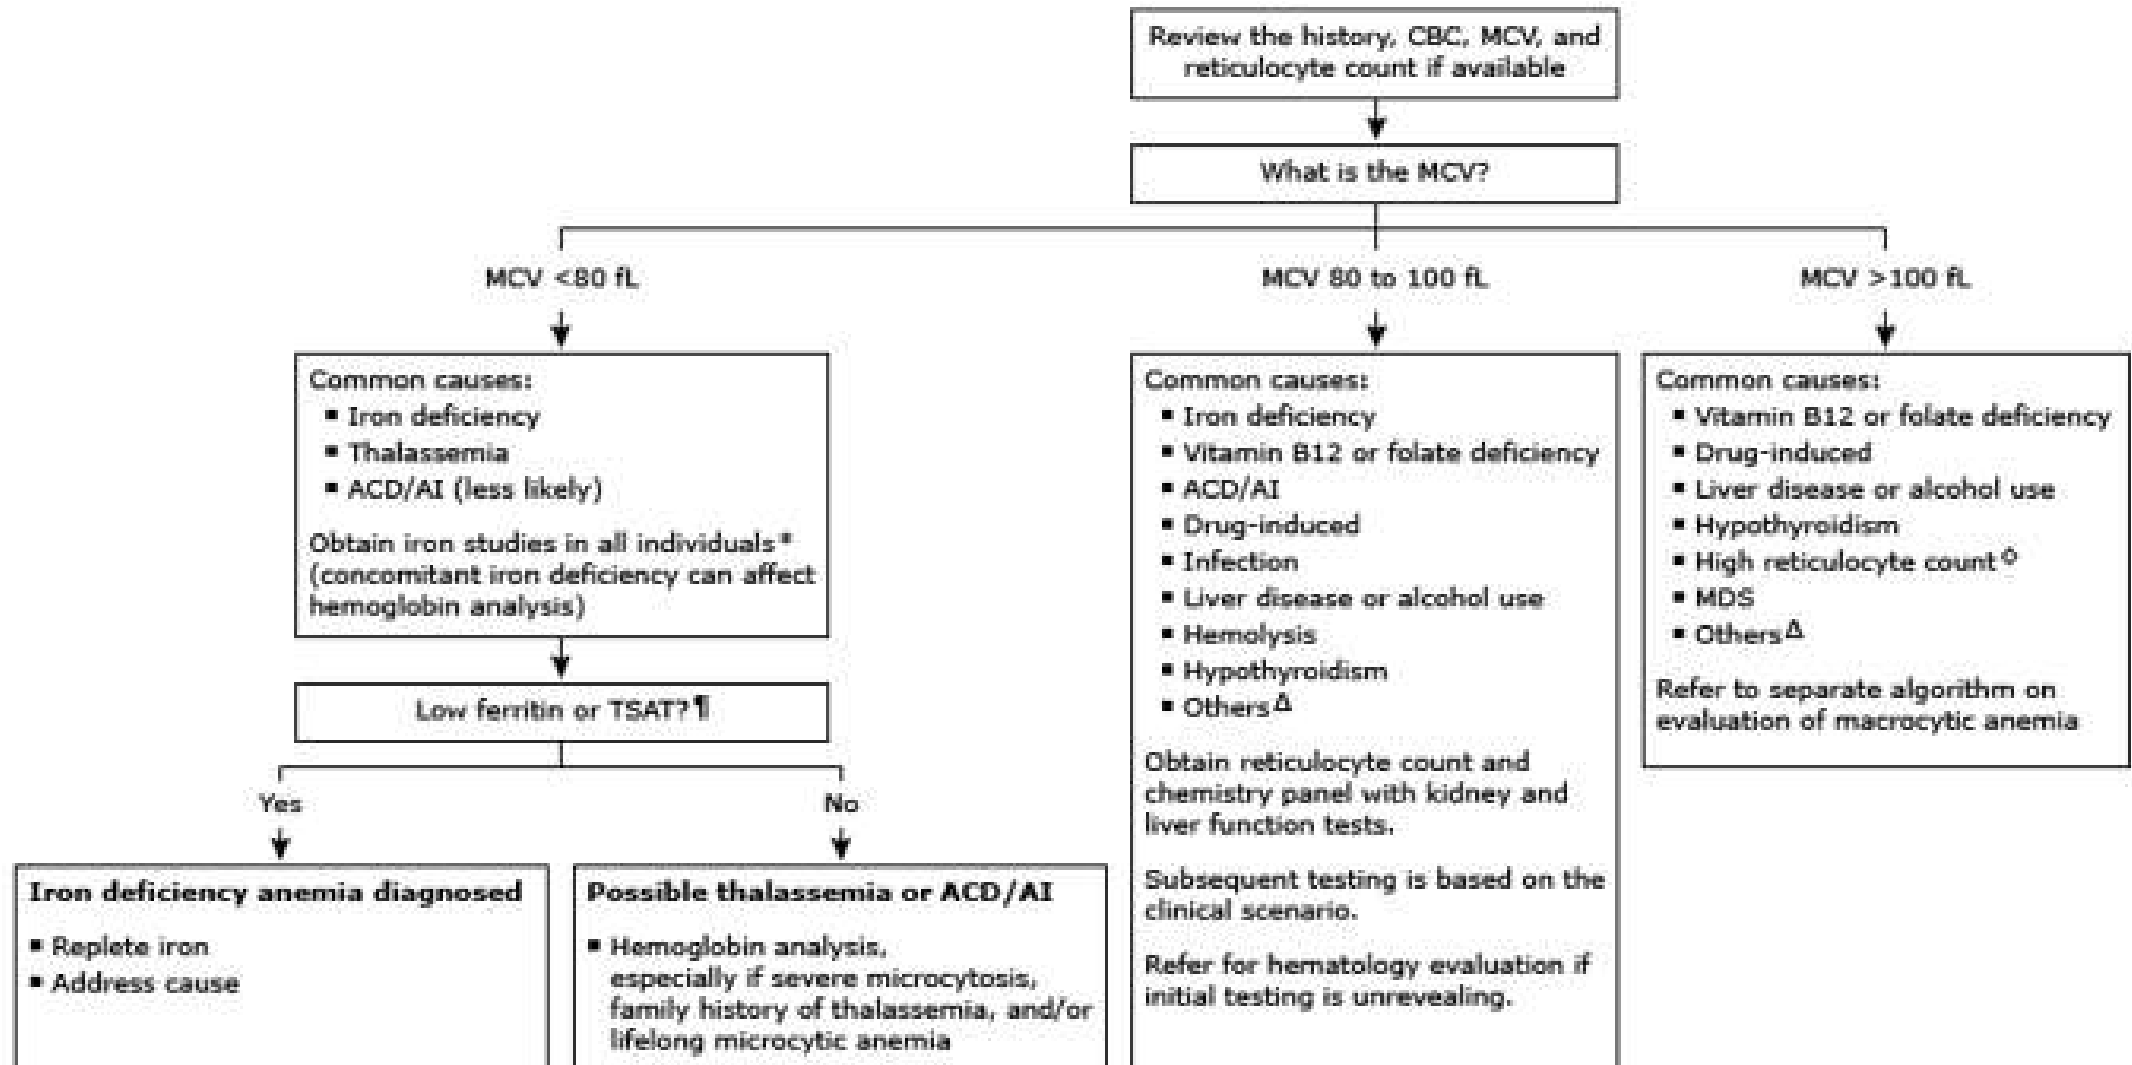 Review the history, CBC, MCV, and
reticulocyte count if available
What is the MCV?
MCV <80 fL
MCV 80 to 100 fL
MCV >100 fL
Common causes:
▪ Iron deficiency
▪ Thalassemia
▪ ACD/AI (less likely)
Obtain iron studies in all individuals*
(concomitant iron deficiency can affect
hemoglobin analysis)
Low ferritin or TSAT?¶
Yes
No
Iron deficiency anemia diagnosed
▪ Replete iron
▪ Address cause
Possible thalassemia or ACD/AI
▪ Hemoglobin analysis,
especially if severe microcytosis,
family history of thalassemia, and/or
lifelong microcytic anemia
Common causes:
▪ Iron deficiency
▪ Vitamin B12 or folate deficiency
▪ ACD/AI
▪ Drug-induced
▪ Infection
▪ Liver disease or alcohol use
▪ Hemolysis
▪ Hypothyroidism
▪ OthersΔ
Obtain reticulocyte count and
chemistry panel with kidney and
liver function tests.
Subsequent testing is based on the
clinical scenario.
Refer for hematology evaluation if
initial testing is unrevealing.
Common causes:
▪ Vitamin B12 or folate deficiency
▪ Drug-induced
▪ Liver disease or alcohol use
▪ Hypothyroidism
▪ High reticulocyte count◊
▪ MDS
▪ OthersΔ
Refer to separate algorithm on
evaluation of macrocytic anemia